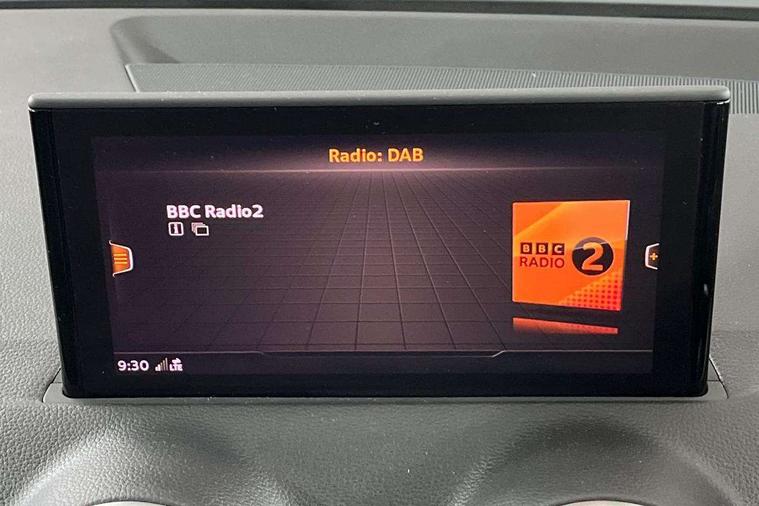 Radio: DAB
BBC Radio2
BBC
RADIO 2
9:30 LTE